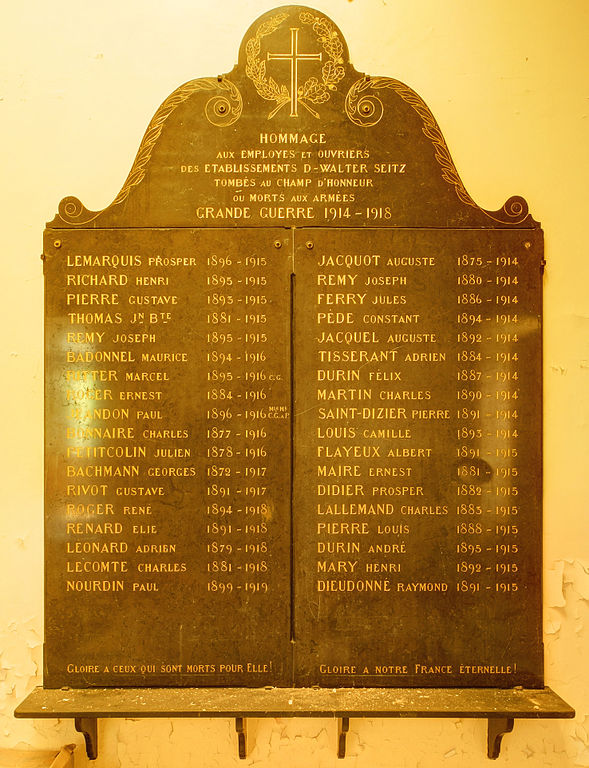 HOMMAGE
AUX EMPLOYES ET OUVRIERS
DES ETABLISSEMENTS D-WALTER SEITZ
TOMBÉS AU CHAMP D'HONNEUR
OU MORTS AUX ARMÉES
GRANDE GUERRE 1914 - 1918
LEMARQUIS PROSPER 1896 - 1915
RICHARD HENRI 1895 - 1915
PIERRE GUSTAVE 1893 - 1915
THOMAS JN BTE 1881 - 1915
REMY JOSEPH 1895 - 1915
BADONNEL MAURICE 1894 - 1916
MARCEL 1895 - 1916 C.G.
ROGER ERNEST 1884 - 1916
PAUL 1896 - 1916
BONNAIRE CHARLES 1877 - 1916
PETITCOLIN JULIEN 1878 - 1916
BACHMANN GEORGES 1872 - 1917
RIVOT GUSTAVE 1891 - 1917
ROGER RENÉ 1894 - 1918
RENARD ELIE 1891 - 1918
LEONARD ADRIEN 1879 - 1918
LECOMTE CHARLES 1881 - 1918
NOURDIN PAUL 1899 - 1919
GLOIRE A CEUX QUI SONT MORTS POUR ELLE!
JACQUOT AUGUSTE 1875 - 1914
REMY JOSEPH 1880 - 1914
FERRY JULES 1886 - 1914
PÈDE CONSTANT 1894 - 1914
JACQUEL AUGUSTE 1892 - 1914
TISSERANT ADRIEN 1884 - 1914
DURIN FÉLIX 1887 - 1914
MARTIN CHARLES 1890 - 1914
SAINT-DIZIER PIERRE 1891 - 1914
LOUIS CAMILLE 1893 - 1914
FLAYEUX ALBERT 1891 - 1915
MAIRE ERNEST 1881 - 1915
DIDIER PROSPER 1882 - 1915
LALLEMAND CHARLES 1885 - 1915
PIERRE LOUIS 1888 - 1915
DURIN ANDRÉ 1895 - 1915
MARY HENRI 1892 - 1915
DIEUDONNÉ RAYMOND 1891 - 1915
GLOIRE A NOTRE FRANCE ÉTERNELLE!